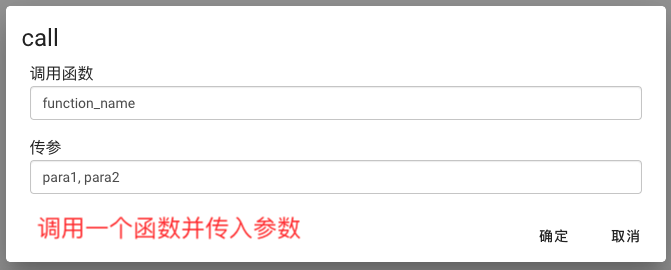 call
调用函数
function_name
传参
para1, para2
调用一个函数并传入参数
确定 取消